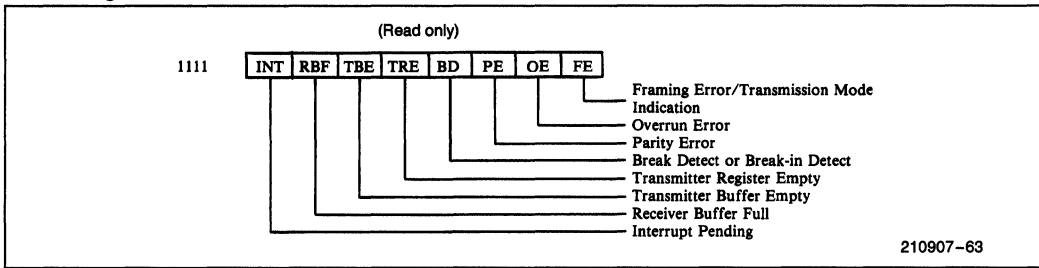 (Read only)
1111 INT RBF TBE TRE BD PE OE FE
Framing Error/Transmission Mode
Indication
Overrun Error
Parity Error
Break Detect or Break-in Detect
Transmitter Register Empty
Transmitter Buffer Empty
Receiver Buffer Full
Interrupt Pending
210907–63